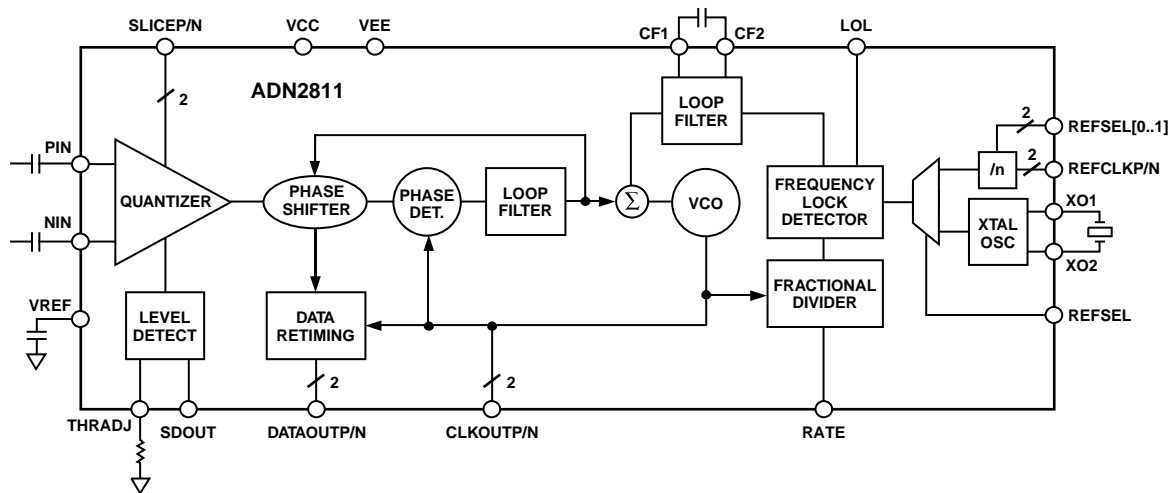 SLICEP/N
VCC
VEE
CF1
CF2
LOL
ADN2811
2
LOOP
FILTER
2
REFSEL[0..1]
PIN
/n
2
REFCLKP/N
QUANTIZER
PHASE
SHIFTER
PHASE
DET.
LOOP
FILTER
Σ
VCO
FREQUENCY
LOCK
DETECTOR
XTAL
OSC
XO1
XO2
NIN
VREF
LEVEL
DETECT
DATA
RETIMING
FRACTIONAL
DIVIDER
REFSEL
2
2
THRADJ
SDOUT
DATAOUTP/N
CLKOUTP/N
RATE